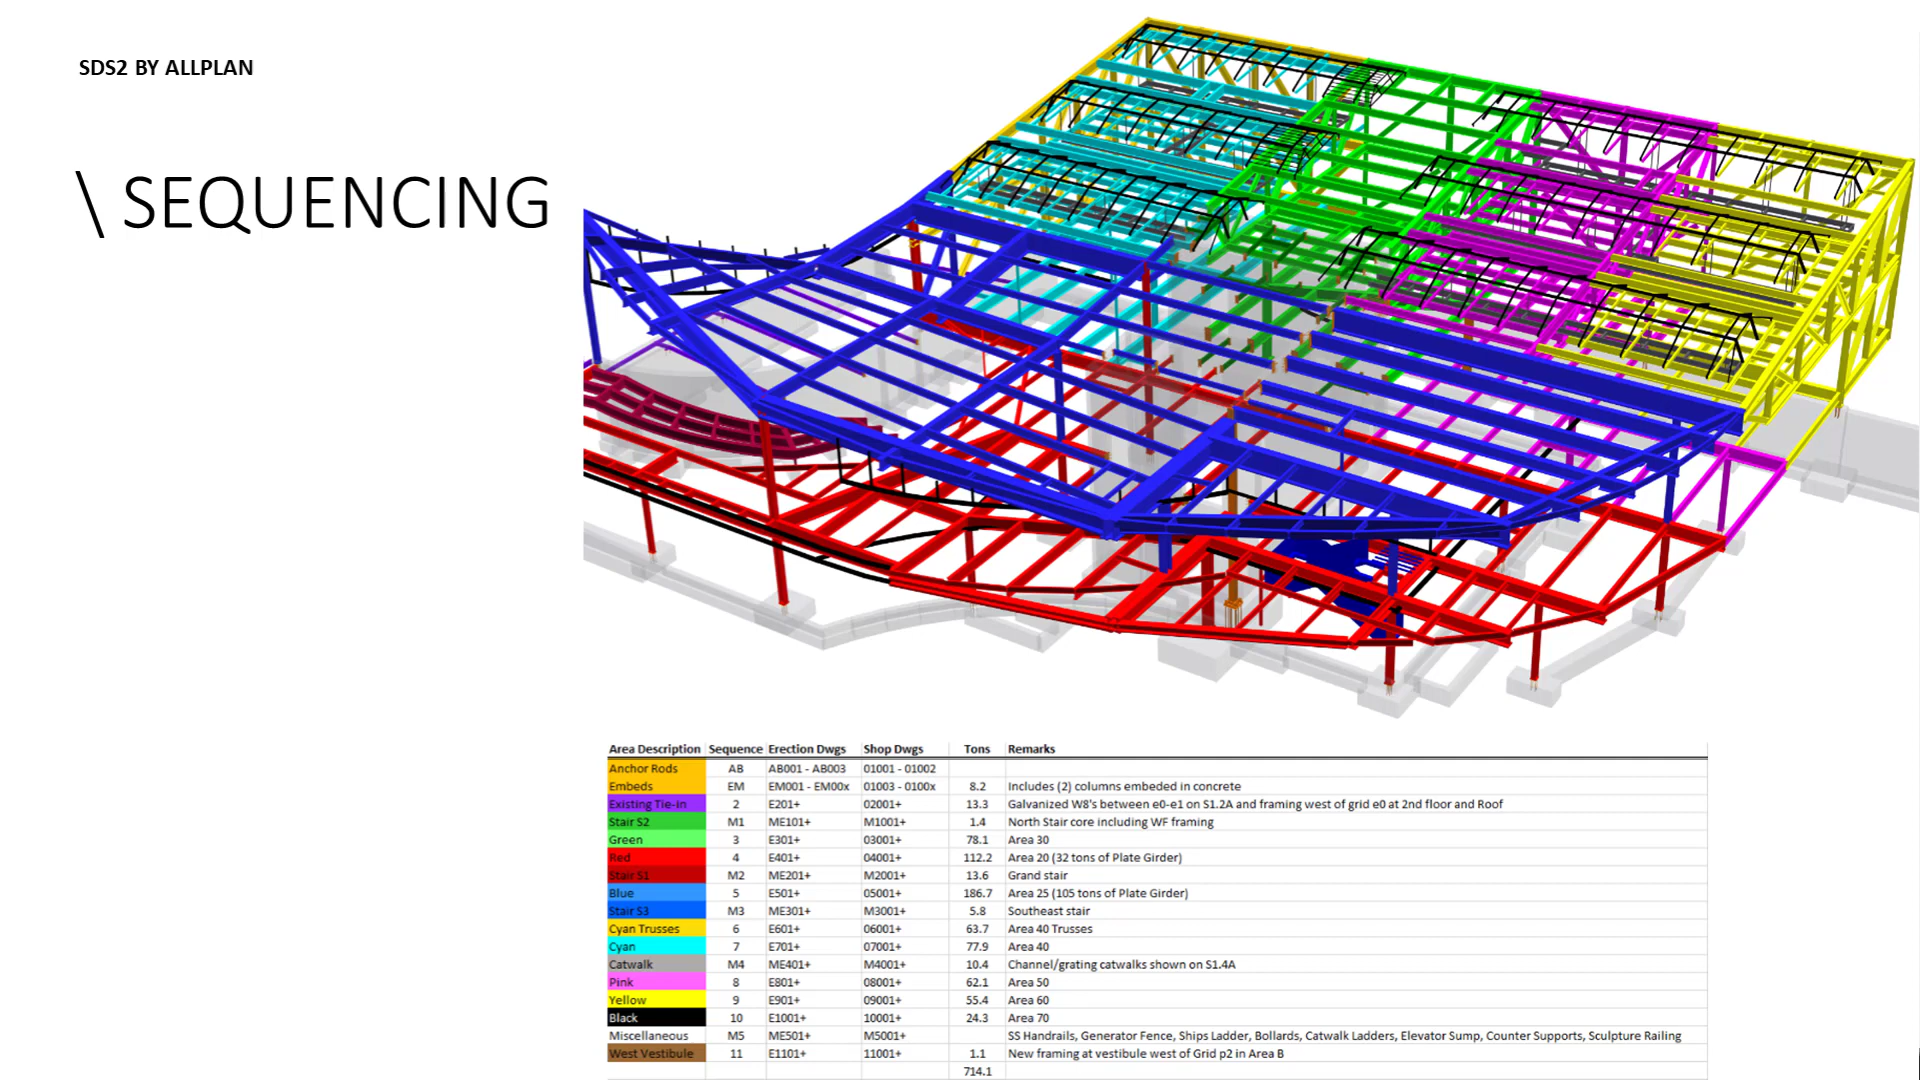 SDS2 BY ALLPLAN
\ SEQUENCING
Area Description Sequence Erection Dwgs Shop Dwgs Tons Remarks
Anchor Rods AB AB001 - AB003 01001 - 01002
Embeds EM EM001 - EM00x 01003 - 0100x 8.2 Includes (2) columns embeded in concrete
Existing Tie-in 2 E201+ 02001+ 13.3 Galvanized W8's between e0-e1 on S1.2A and framing west of grid e0 at 2nd floor and Roof
Stair S2 M1 ME101+ M1001+ 1.4 North Stair core including WF framing
Green 3 E301+ 03001+ 78.1 Area 30
Red 4 E401+ 04001+ 112.2 Area 20 (32 tons of Plate Girder)
Stair S1 M2 ME201+ M2001+ 13.6 Grand stair
Blue 5 E501+ 05001+ 186.7 Area 25 (105 tons of Plate Girder)
Stair S3 M3 ME301+ M3001+ 5.8 Southeast stair
Cyan Trusses 6 E601+ 06001+ 63.7 Area 40 Trusses
Cyan 7 E701+ 07001+ 77.9 Area 40
Catwalk M4 ME401+ M4001+ 10.4 Channel/grating catwalks shown on S1.4A
Pink 8 E801+ 08001+ 62.1 Area 50
Yellow 9 E901+ 09001+ 55.4 Area 60
Black 10 E1001+ 10001+ 24.3 Area 70
Miscellaneous M5 ME501+ M5001+ SS Handrails, Generator Fence, Ships Ladder, Bollards, Catwalk Ladders, Elevator Sump, Counter Supports, Sculpture Railing
West Vestibule 11 E1101+ 11001+ 1.1 New framing at vestibule west of Grid p2 in Area B
714.1